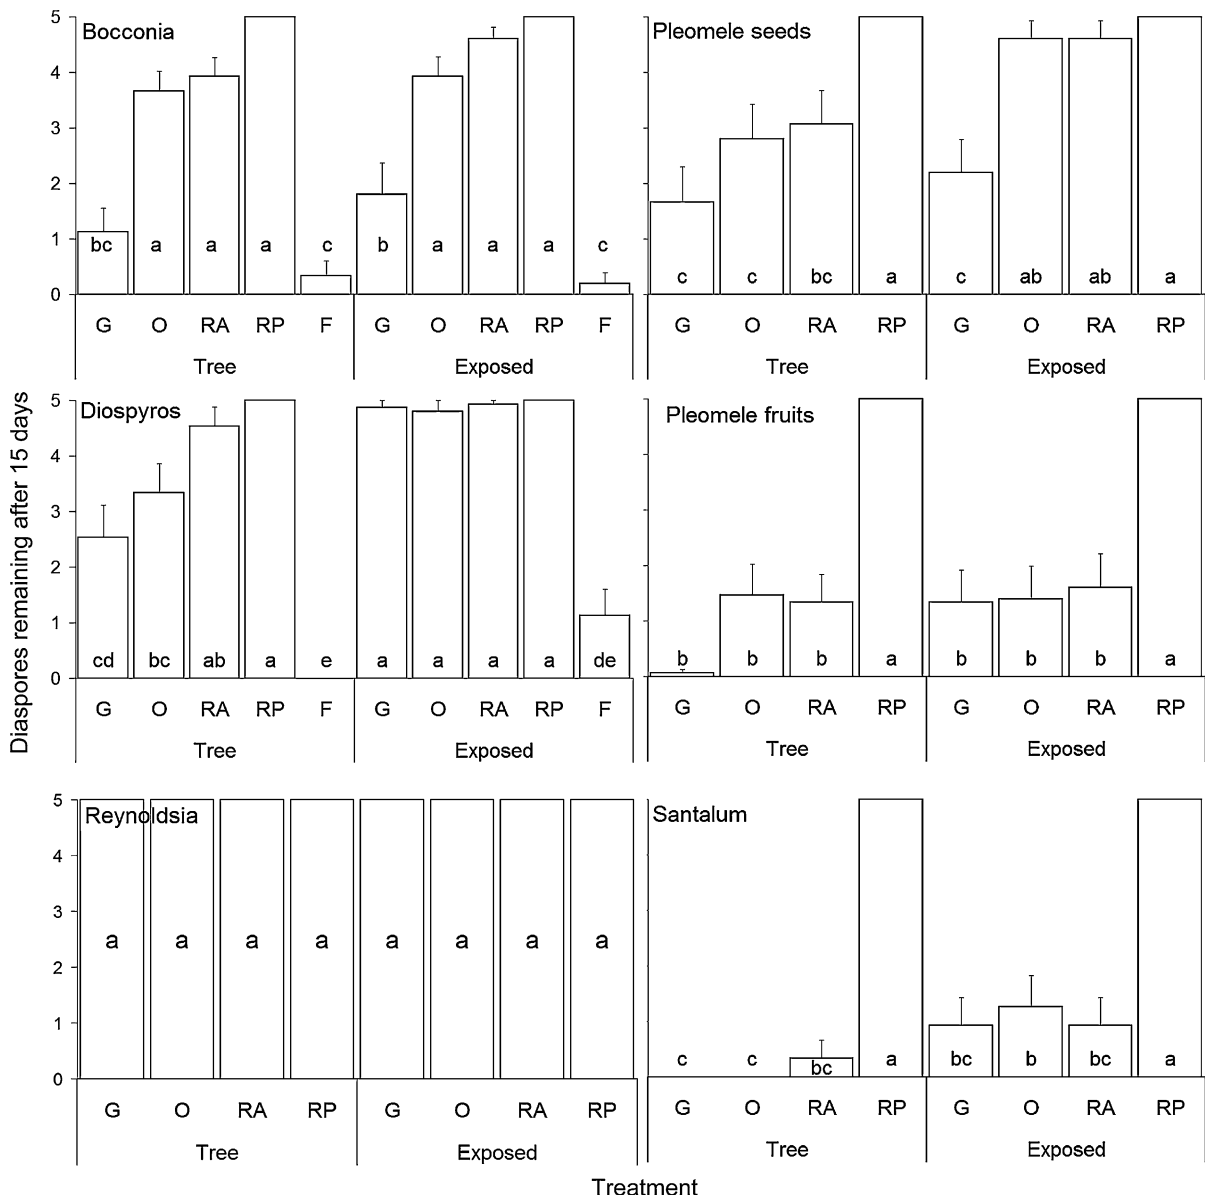 Diaspores remaining after 15 days
Bocconia
5
4
3
2
1
0
bc a a a c b a a a c
G O RA RP F G O RA RP F
Tree Exposed
Pleomele seeds
c c bc a c ab ab a
G O RA RP G O RA RP
Tree Exposed
Diospyros
5
4
3
2
1
0
cd bc ab a e a a a a de
G O RA RP F G O RA RP F
Tree Exposed
Pleomele fruits
b b b a b b b a
G O RA RP G O RA RP
Tree Exposed
Reynoldsia
5
4
3
2
1
0
a a a a a a a a
G O RA RP G O RA RP
Tree Exposed
Santalum
c c bc a bc b bc a
G O RA RP G O RA RP
Tree Exposed
Treatment